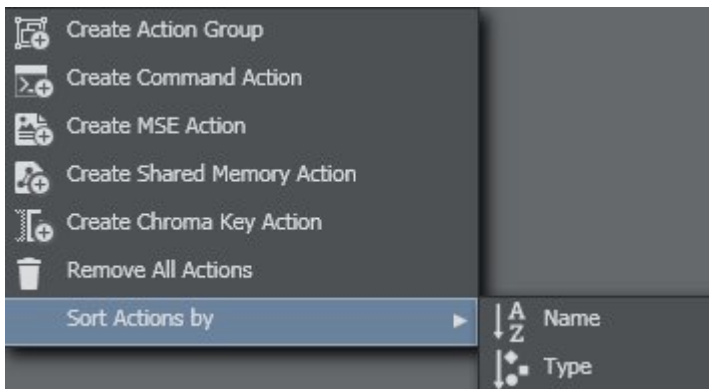 Create Action Group
Create Command Action
Create MSE Action
Create Shared Memory Action
Create Chroma Key Action
Remove All Actions
Sort Actions by
A
Z
Name
Type